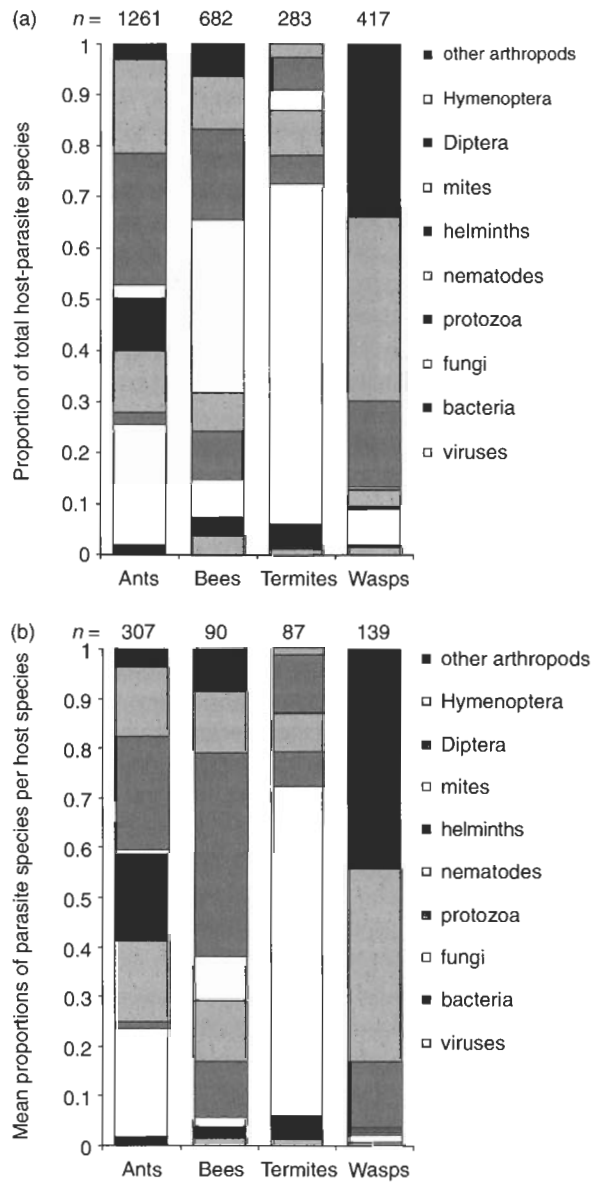 (a) n = 1261 682 283 417
Proportion of total host-parasite species
1
0.9
0.8
0.7
0.6
0.5
0.4
0.3
0.2
0.1
0
Ants Bees Termites Wasps
other arthropods
Hymenoptera
Diptera
mites
helminths
nematodes
protozoa
fungi
bacteria
viruses
(b) n = 307 90 87 139
Mean proportions of parasite species per host species
1
0.9
0.8
0.7
0.6
0.5
0.4
0.3
0.2
0.1
0
Ants Bees Termites Wasps
other arthropods
Hymenoptera
Diptera
mites
helminths
nematodes
protozoa
fungi
bacteria
viruses